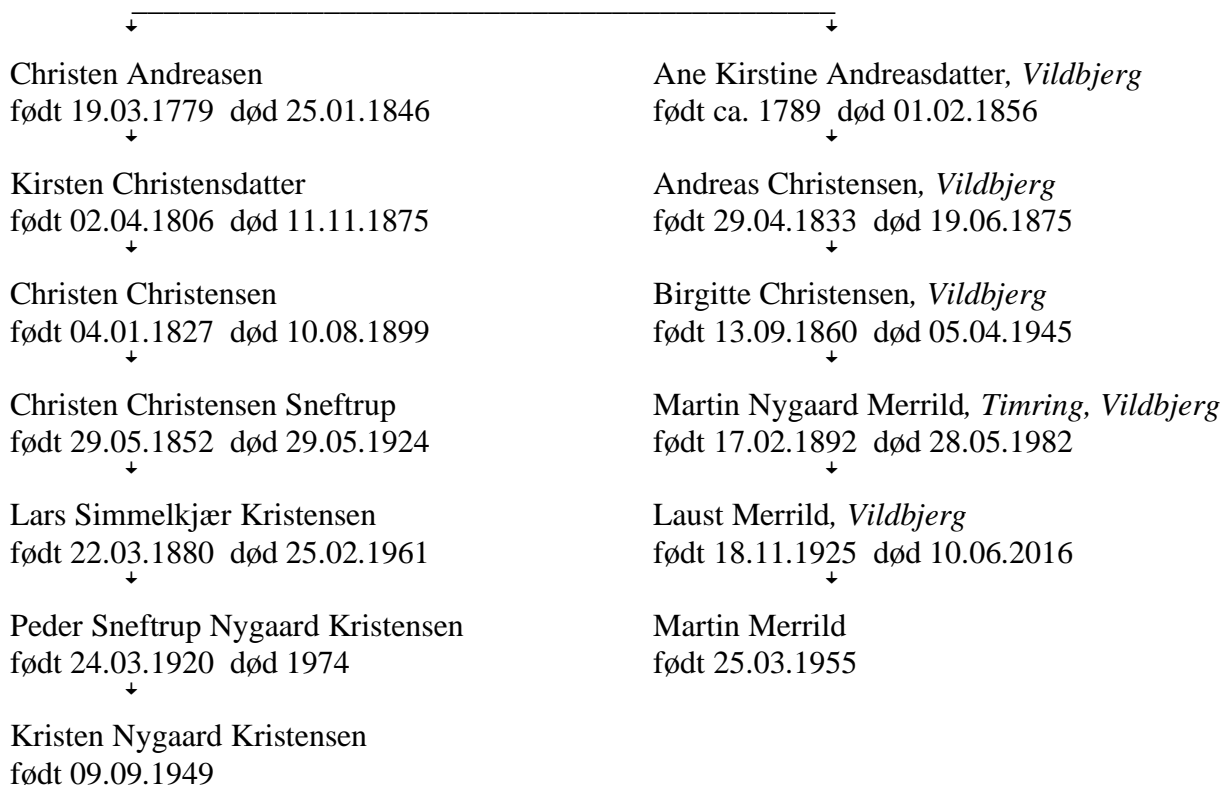 Christen Andreasen
født 19.03.1779 død 25.01.1846
Kirsten Christensdatter
født 02.04.1806 død 11.11.1875
Christen Christensen
født 04.01.1827 død 10.08.1899
Christen Christensen Sneftrup
født 29.05.1852 død 29.05.1924
Lars Simmelkjær Kristensen
født 22.03.1880 død 25.02.1961
Peder Sneftrup Nygaard Kristensen
født 24.03.1920 død 1974
Kristen Nygaard Kristensen
født 09.09.1949
Ane Kirstine Andreasdatter, Vildbjerg
født ca. 1789 død 01.02.1856
Andreas Christensen, Vildbjerg
født 29.04.1833 død 19.06.1875
Birgitte Christensen, Vildbjerg
født 13.09.1860 død 05.04.1945
Martin Nygaard Merrild, Timring, Vildbjerg
født 17.02.1892 død 28.05.1982
Laust Merrild, Vildbjerg
født 18.11.1925 død 10.06.2016
Martin Merrild
født 25.03.1955